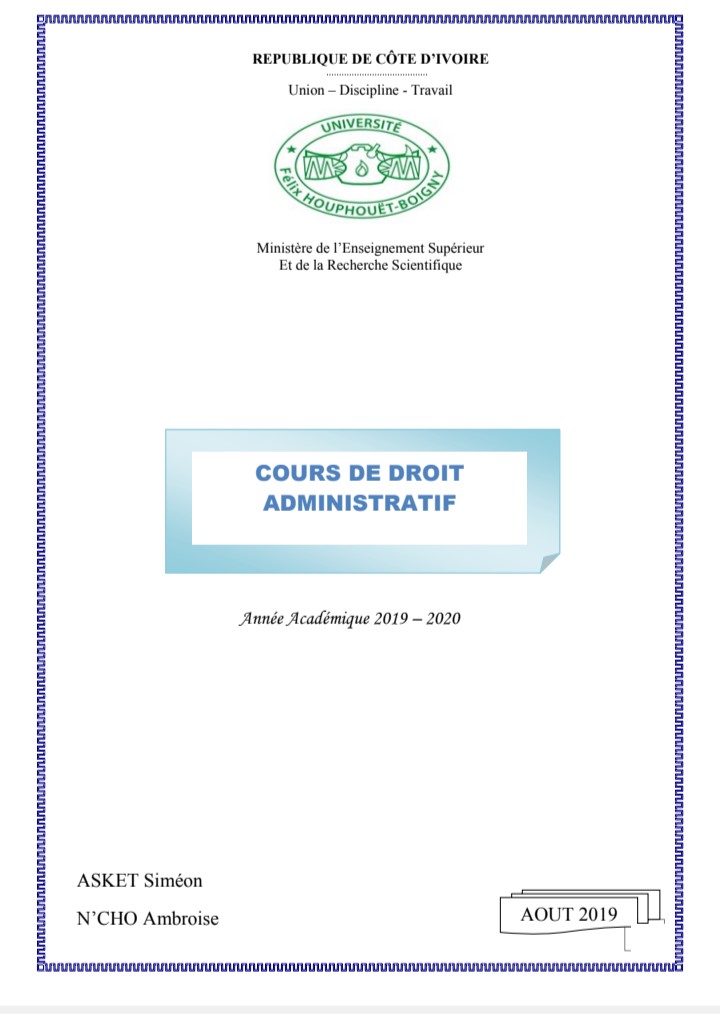 REPUBLIQUE DE CÔTE D'IVOIRE
........................................
Union – Discipline - Travail
UNIVERSITÉ
Félix HOUPHOUËT-BOIGNY
Ministère de l'Enseignement Supérieur
Et de la Recherche Scientifique
COURS DE DROIT
ADMINISTRATIF
Année Académique 2019 – 2020
ASKET Siméon
N'CHO Ambroise
AOUT 2019